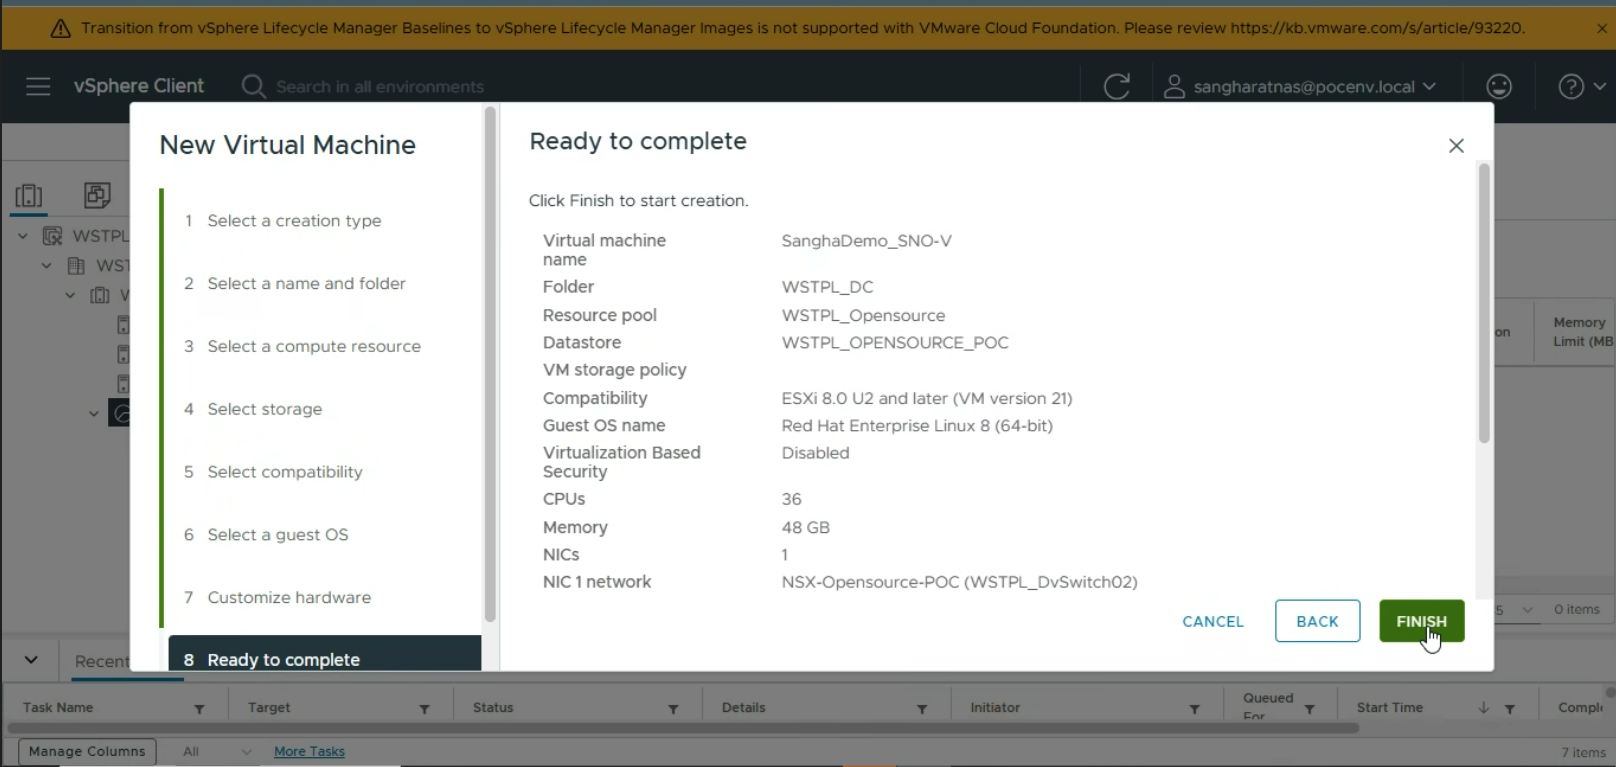 Transition from vSphere Lifecycle Manager Baselines to vSphere Lifecycle Manager Images is not supported with VMware Cloud Foundation. Please review https://kb.vmware.com/s/article/93220.
vSphere Client
Search in all environments
sangharatnas@pocenv.local
New Virtual Machine
1 Select a creation type
2 Select a name and folder
3 Select a compute resource
4 Select storage
5 Select compatibility
6 Select a guest OS
7 Customize hardware
8 Ready to complete
Ready to complete
Click Finish to start creation.
Virtual machine name
SanghaDemo_SNO-V
Folder WSTPL_DC
Resource pool WSTPL_Opensource
Datastore WSTPL_OPENSOURCE_POC
VM storage policy
Compatibility ESXi 8.0 U2 and later (VM version 21)
Guest OS name Red Hat Enterprise Linux 8 (64-bit)
Virtualization Based Security
Disabled
CPUs 36
Memory 48 GB
NICs 1
NIC 1 network NSX-Opensource-POC (WSTPL_DvSwitch02)
CANCEL BACK FINISH
WSTPL
WST
on
Memory
Limit (MB
5 0 items
Recent
Task Name Target Status Details Initiator Queued For Start Time Comple
Manage Columns All More Tasks 7 items